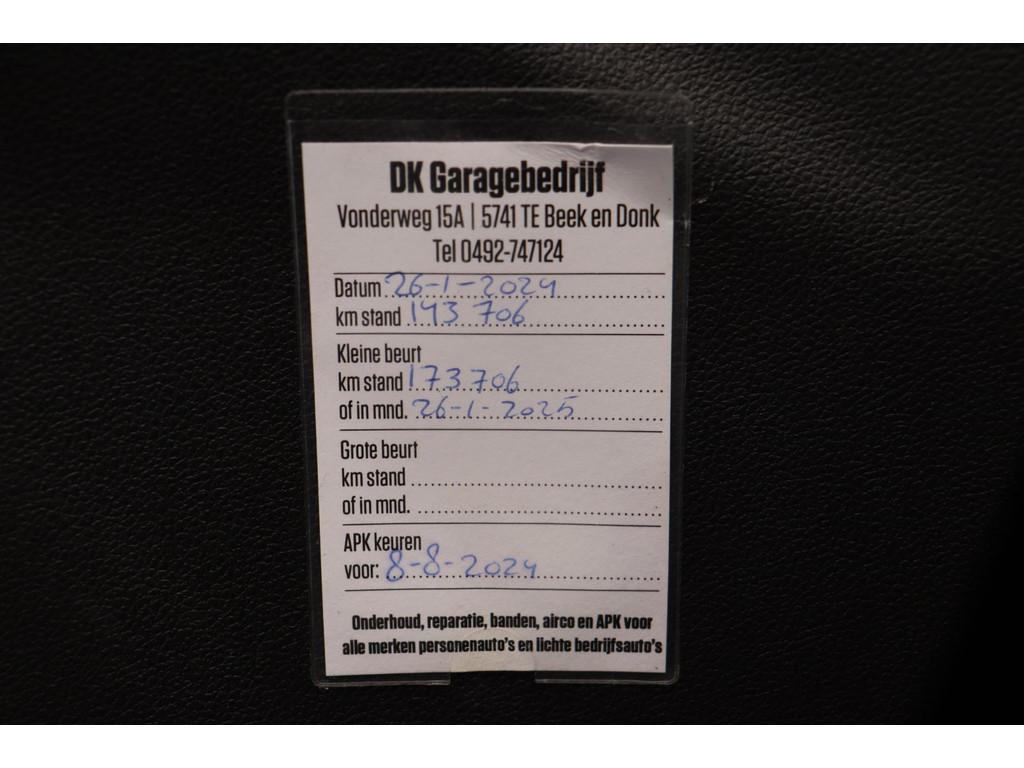 DK Garagebedrijf
Vonderweg 15A | 5741 TE Beek en Donk
Tel 0492-747124
Datum 26-1-2024
km stand 143 706
Kleine beurt
km stand 173 706
of in mnd. 26-1-2025
Grote beurt
km stand
of in mnd.
APK keuren
voor: 8-8-2024
Onderhoud, reparatie, banden, airco en APK voor
alle merken personenauto's en lichte bedrijfsauto's